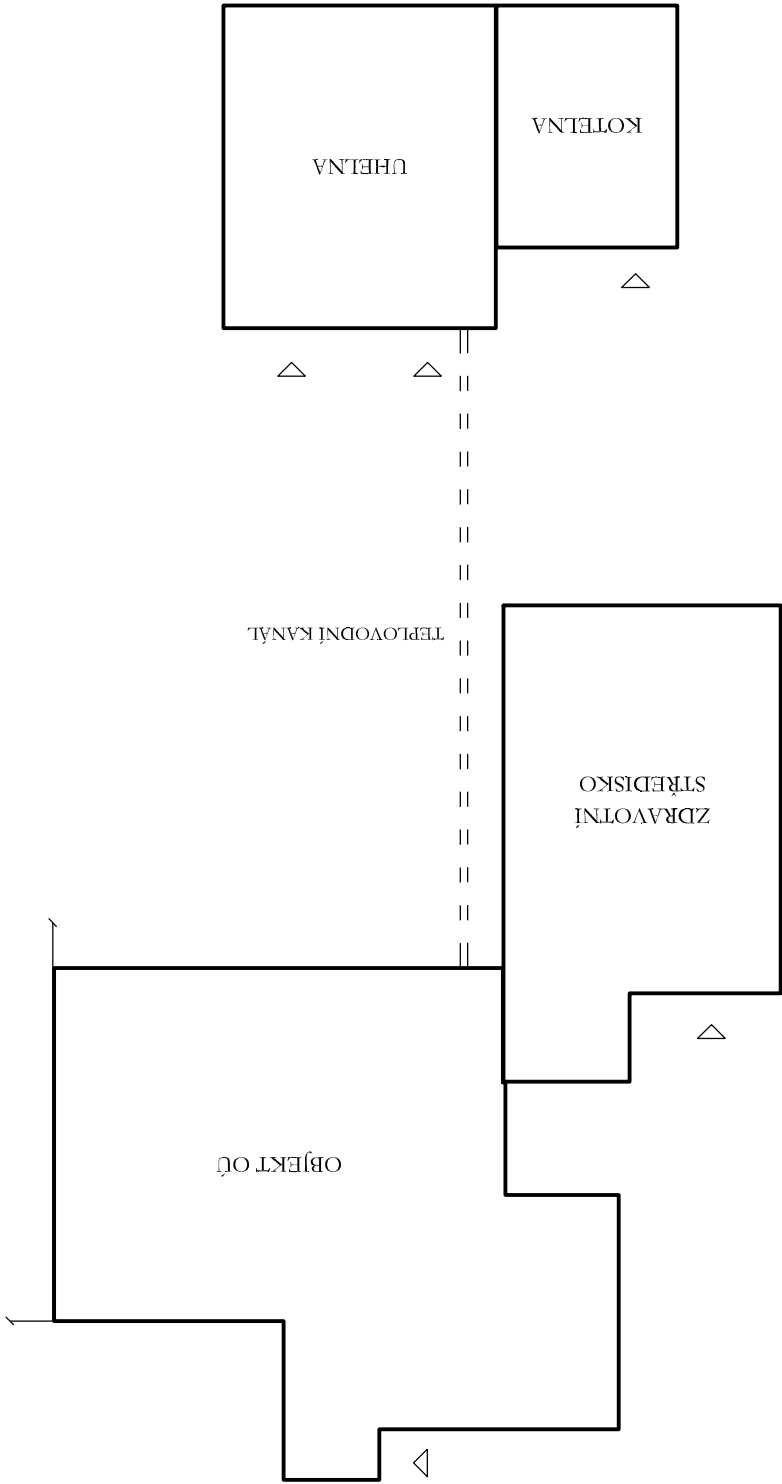 OBJEKT OÚ
ZDRAVOTNÍ
STŘEDISKO
TEPLOVODNÍ KANÁL
UHELNA
KOTELNA